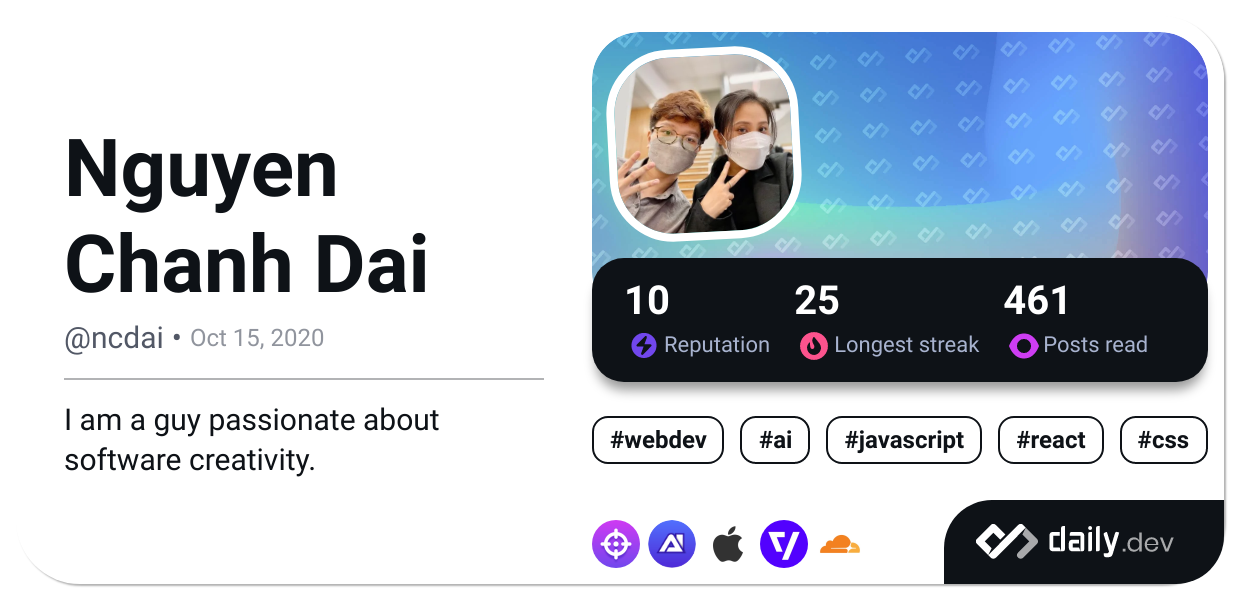 Nguyen
Chanh Dai
@ncdai • Oct 15, 2020
I am a guy passionate about
software creativity.
10 25 461
Reputation Longest streak Posts read
#webdev #ai #javascript #react #css
daily.dev